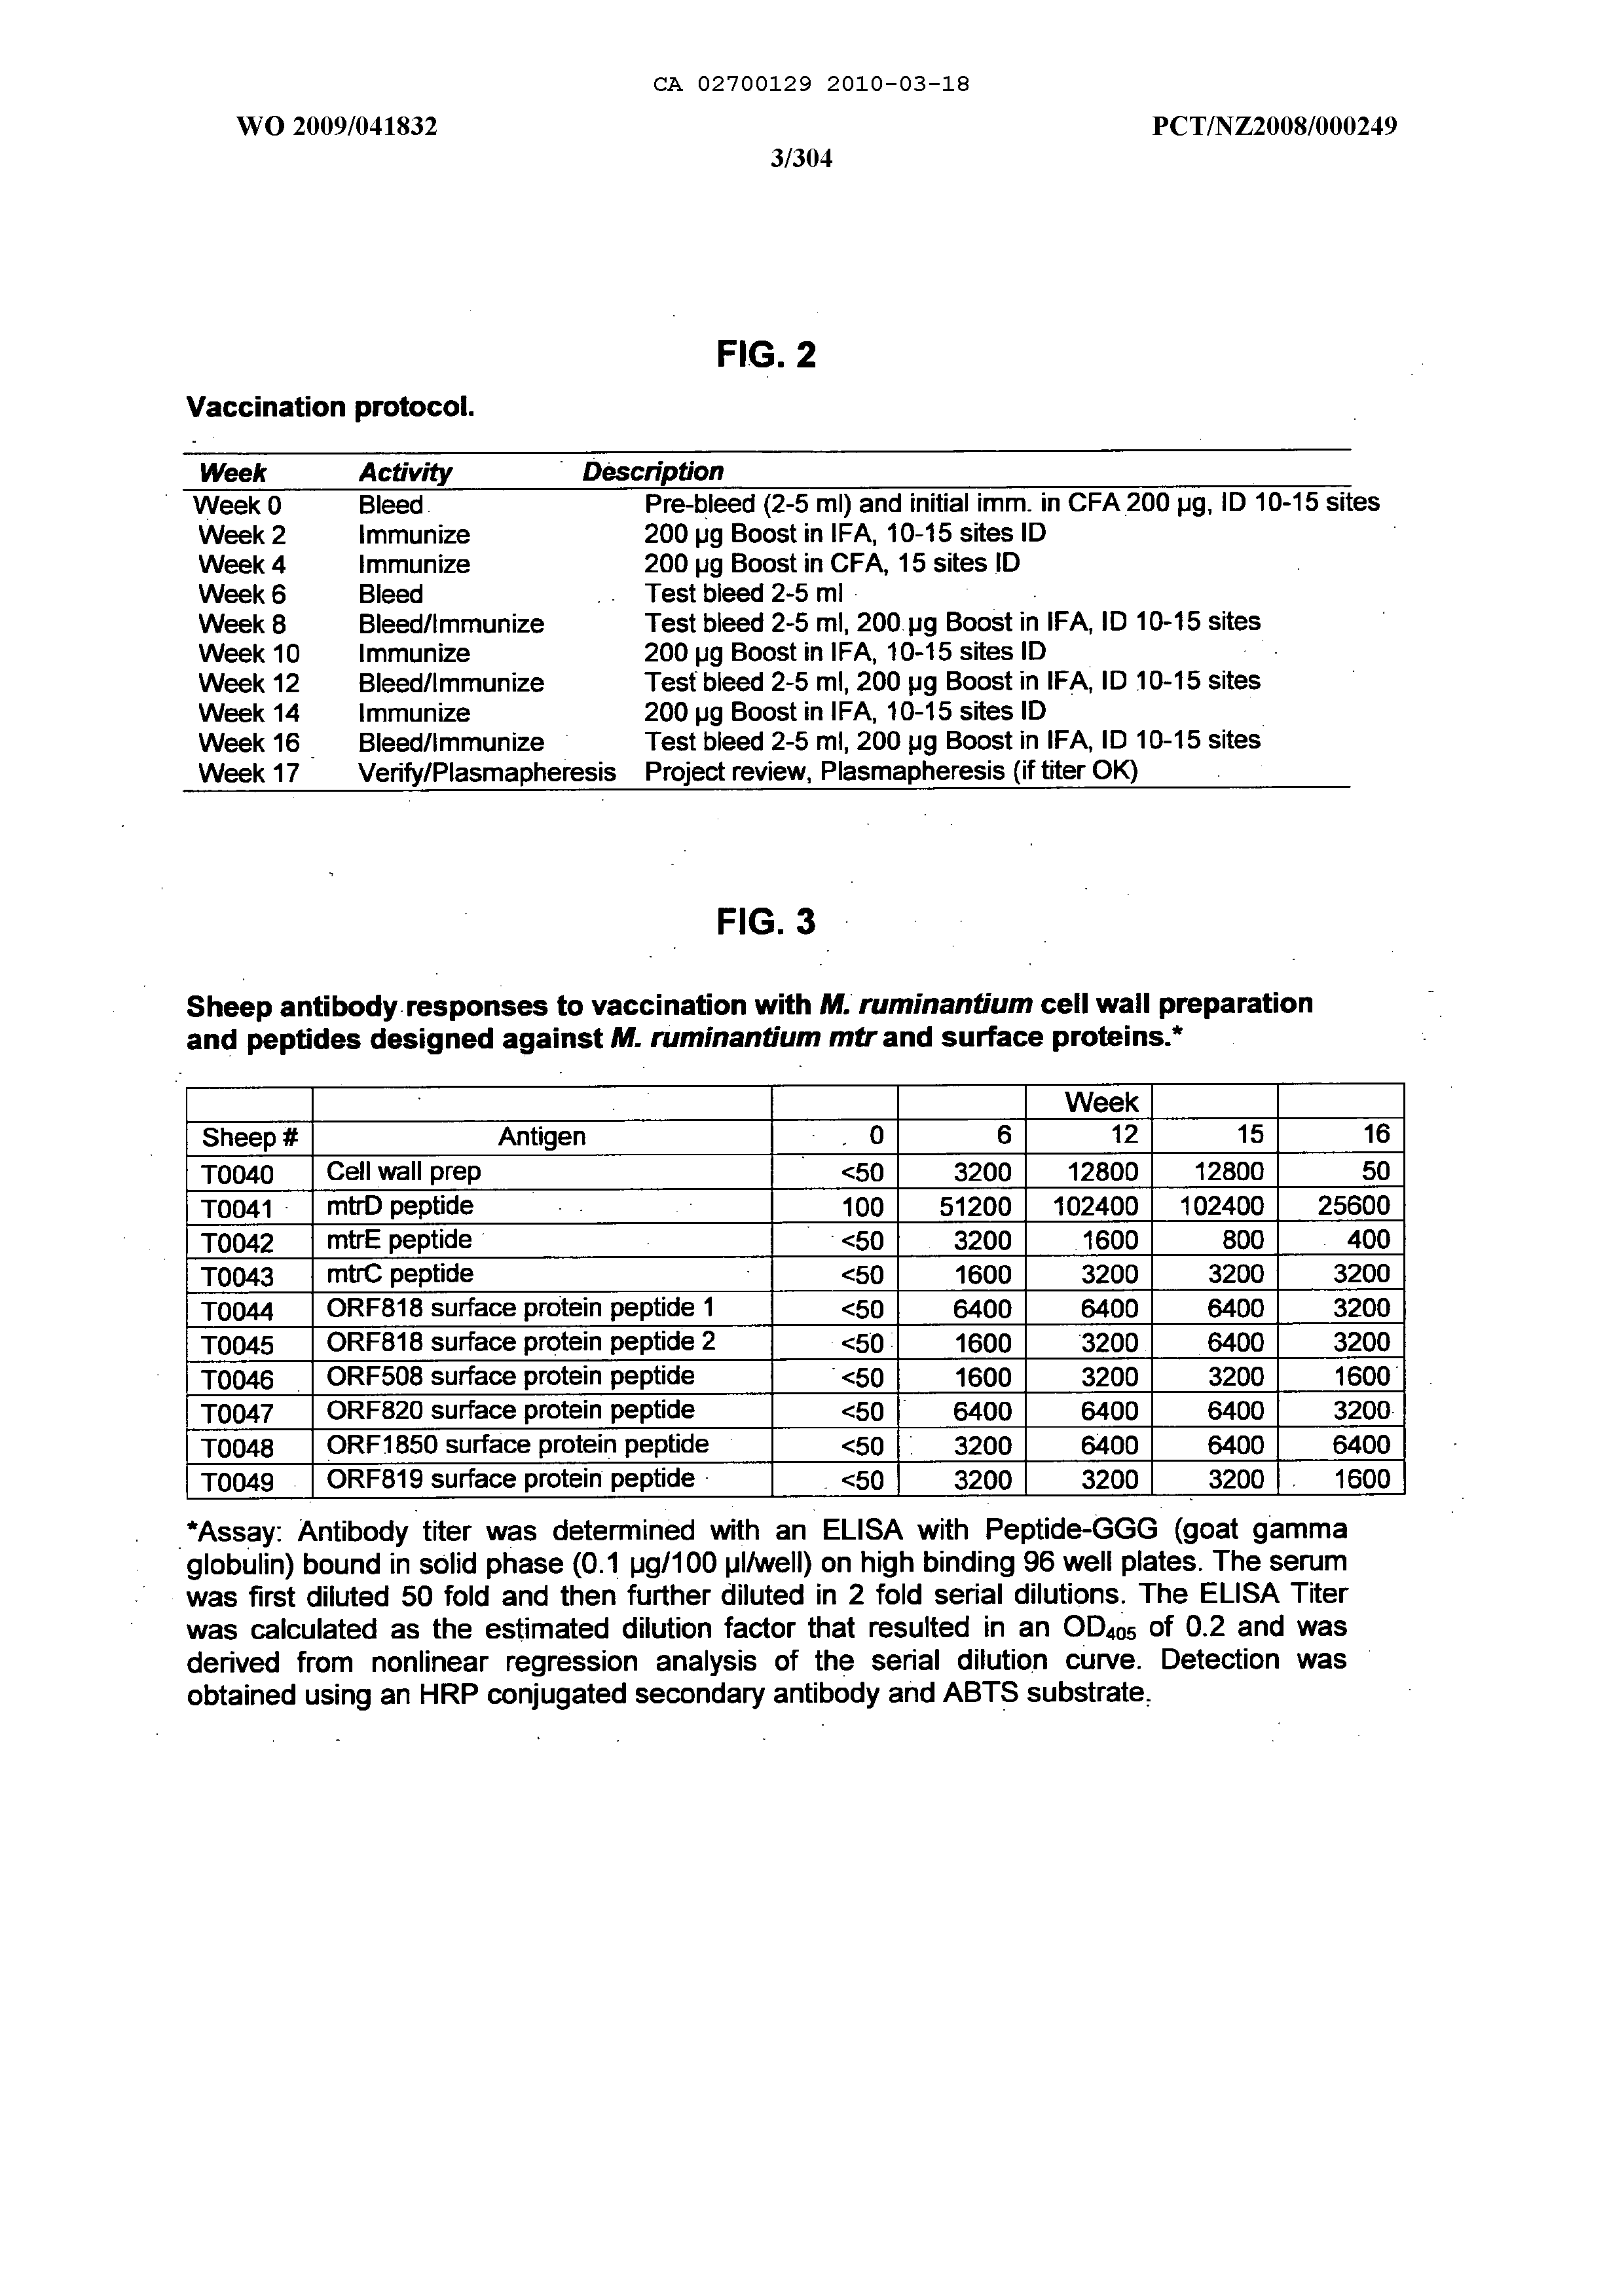 CA 02700129 2010-03-18
WO 2009/041832 PCT/NZ2008/000249
3/304
FIG. 2
Vaccination protocol.
Week Activity Description
Week 0 Bleed Pre-bleed (2-5 ml) and initial imm. in CFA 200 µg, ID 10-15 sites
Week 2 Immunize 200 µg Boost in IFA, 10-15 sites ID
Week 4 Immunize 200 µg Boost in CFA, 15 sites ID
Week 6 Bleed Test bleed 2-5 ml
Week 8 Bleed/Immunize Test bleed 2-5 ml, 200 µg Boost in IFA, ID 10-15 sites
Week 10 Immunize 200 µg Boost in IFA, 10-15 sites ID
Week 12 Bleed/Immunize Test bleed 2-5 ml, 200 µg Boost in IFA, ID 10-15 sites
Week 14 Immunize 200 µg Boost in IFA, 10-15 sites ID
Week 16 Bleed/Immunize Test bleed 2-5 ml, 200 µg Boost in IFA, ID 10-15 sites
Week 17 Verify/Plasmapheresis Project review, Plasmapheresis (if titer OK)
FIG. 3
Sheep antibody responses to vaccination with M. ruminantium cell wall preparation
and peptides designed against M. ruminantium mtr and surface proteins.*
Week
Sheep # Antigen 0 6 12 15 16
T0040 Cell wall prep <50 3200 12800 12800 50
T0041 mtrD peptide 100 51200 102400 102400 25600
T0042 mtrE peptide <50 3200 1600 800 400
T0043 mtrC peptide <50 1600 3200 3200 3200
T0044 ORF818 surface protein peptide 1 <50 6400 6400 6400 3200
T0045 ORF818 surface protein peptide 2 <50 1600 3200 6400 3200
T0046 ORF508 surface protein peptide <50 1600 3200 3200 1600
T0047 ORF820 surface protein peptide <50 6400 6400 6400 3200
T0048 ORF1850 surface protein peptide <50 3200 6400 6400 6400
T0049 ORF819 surface protein peptide <50 3200 3200 3200 1600
*Assay: Antibody titer was determined with an ELISA with Peptide-GGG (goat gamma
globulin) bound in solid phase (0.1 µg/100 µl/well) on high binding 96 well plates. The serum
was first diluted 50 fold and then further diluted in 2 fold serial dilutions. The ELISA Titer
was calculated as the estimated dilution factor that resulted in an OD₄₀₅ of 0.2 and was
derived from nonlinear regression analysis of the serial dilution curve. Detection was
obtained using an HRP conjugated secondary antibody and ABTS substrate.